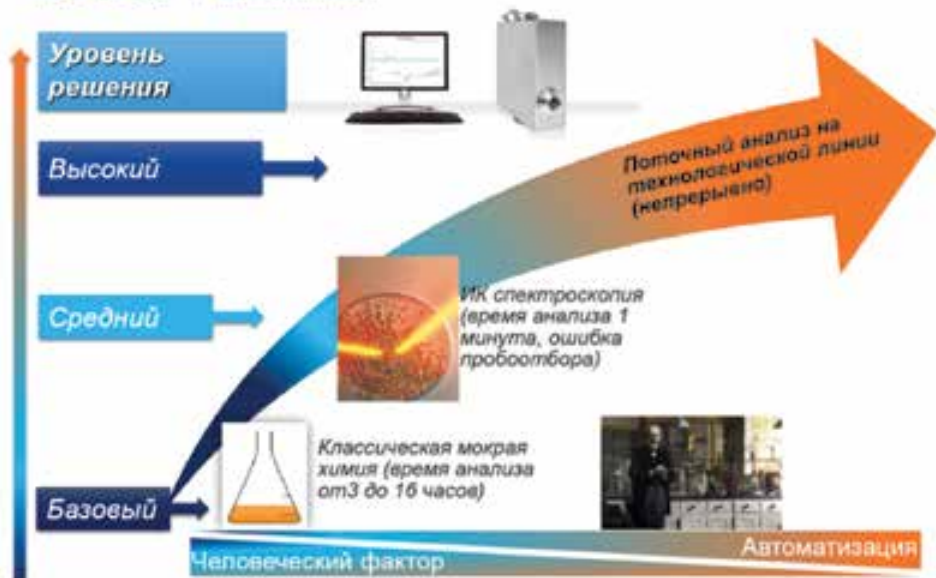 Уровень
решения
Высокий
Поточный анализ на
технологической линии
(непрерывно)
Средний
ИК спектроскопия
(время анализа 1
минута, ошибка
пробоотбора)
Классическая мокрая
химия (время анализа
от3 до 16 часов)
Базовый
Автоматизация
Человеческий фактор